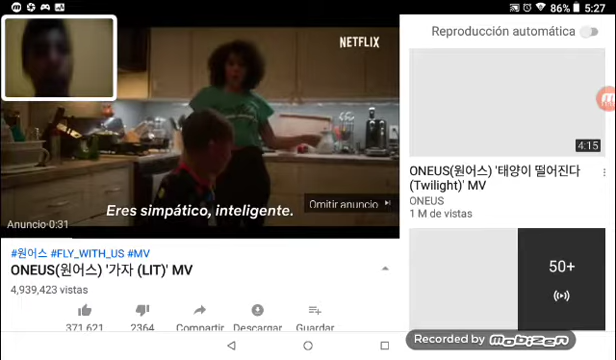 86% 5:27
NETFLIX
Eres simpático, inteligente.
Omitir anuncio
Anuncio·0:31
#원어스 #FLY_WITH_US #MV
ONEUS(원어스) '가자 (LIT)' MV
4,939,423 vistas
371,621
2364
Compartir
Descargar
Guardar
Reproducción automática
4:15
ONEUS(원어스) '태양이 떨어진다
(Twilight)' MV
ONEUS
1 M de vistas
50+
Recorded by mobizen